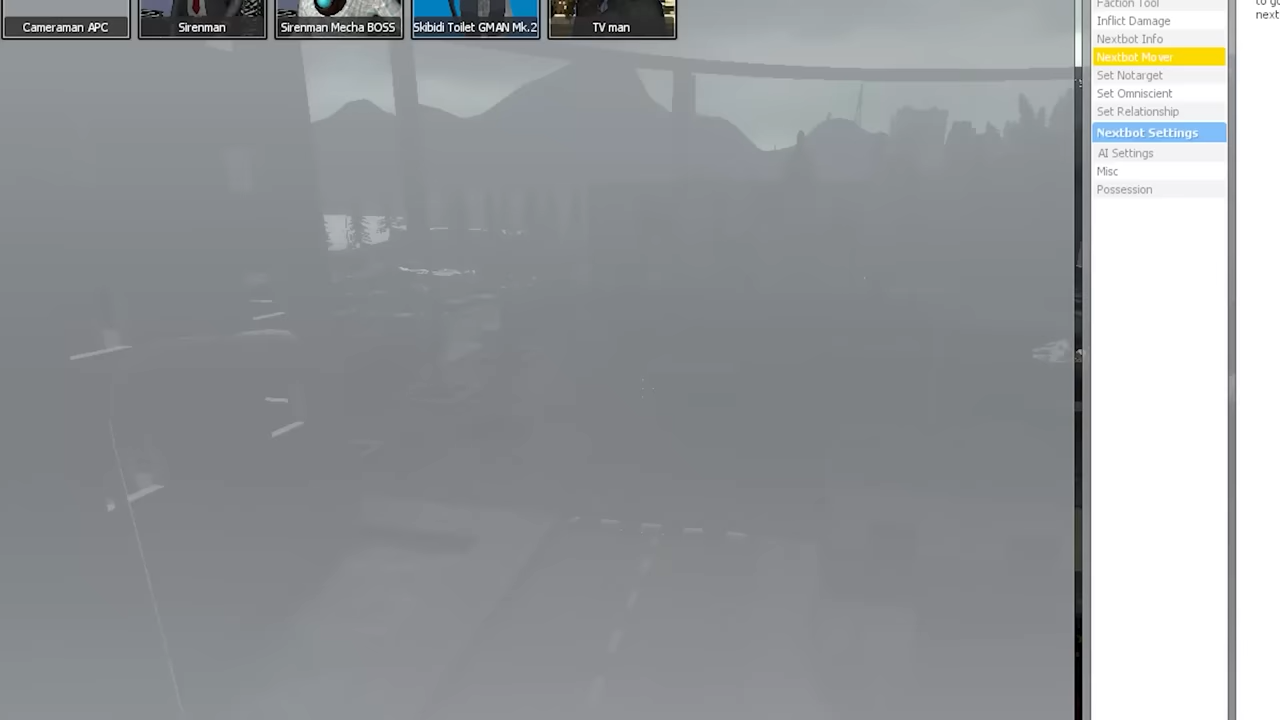 Cameraman APC
Sirenman
Sirenman Mecha BOSS
Skibidi Toilet GMAN Mk.2
TV man
Faction Tool
Inflict Damage
Nextbot Info
Nextbot Mover
Set Notarget
Set Omniscient
Set Relationship
Nextbot Settings
AI Settings
Misc
Possession
next